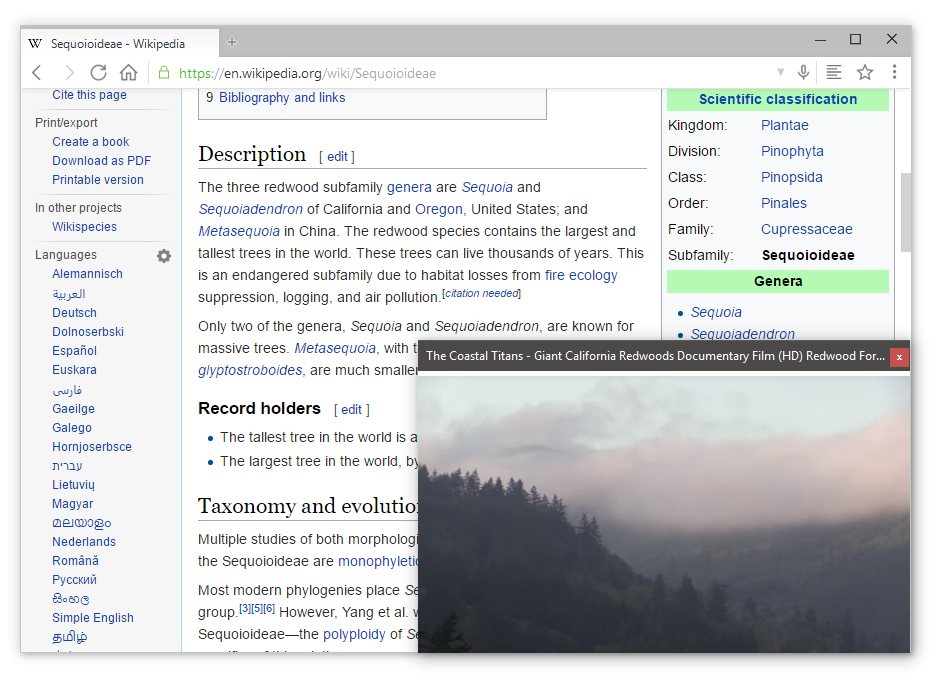 W Sequoioideae - Wikipedia
https://en.wikipedia.org/wiki/Sequoioideae
Cite this page
Print/export
Create a book
Download as PDF
Printable version
In other projects
Wikispecies
Languages
Alemannisch
العربية
Deutsch
Dolnoserbski
Español
Euskara
فارسی
Gaeilge
Galego
Hornjoserbsce
עברית
Lietuvių
Magyar
മലയാളം
Nederlands
Română
Русский
සිංහල
Simple English
தமிழ்
9 Bibliography and links
Description [ edit ]
The three redwood subfamily genera are Sequoia and
Sequoiadendron of California and Oregon, United States; and
Metasequoia in China. The redwood species contains the largest and
tallest trees in the world. These trees can live thousands of years. This
is an endangered subfamily due to habitat losses from fire ecology
suppression, logging, and air pollution.[citation needed]
Only two of the genera, Sequoia and Sequoiadendron, are known for
massive trees. Metasequoia, with t
glyptostroboides, are much smaller
Record holders [ edit ]
The tallest tree in the world is a
The largest tree in the world, by
Taxonomy and evolution
Multiple studies of both morphologi
the Sequoioideae are monophyletic
Most modern phylogenies place Se
group.[3][5][6] However, Yang et al. w
Sequoioideae—the polyploidy of Se
Scientific classification
Kingdom: Plantae
Division: Pinophyta
Class: Pinopsida
Order: Pinales
Family: Cupressaceae
Subfamily: Sequoioideae
Genera
Sequoia
Sequoiadendron
The Coastal Titans - Giant California Redwoods Documentary Film (HD) Redwood For... x